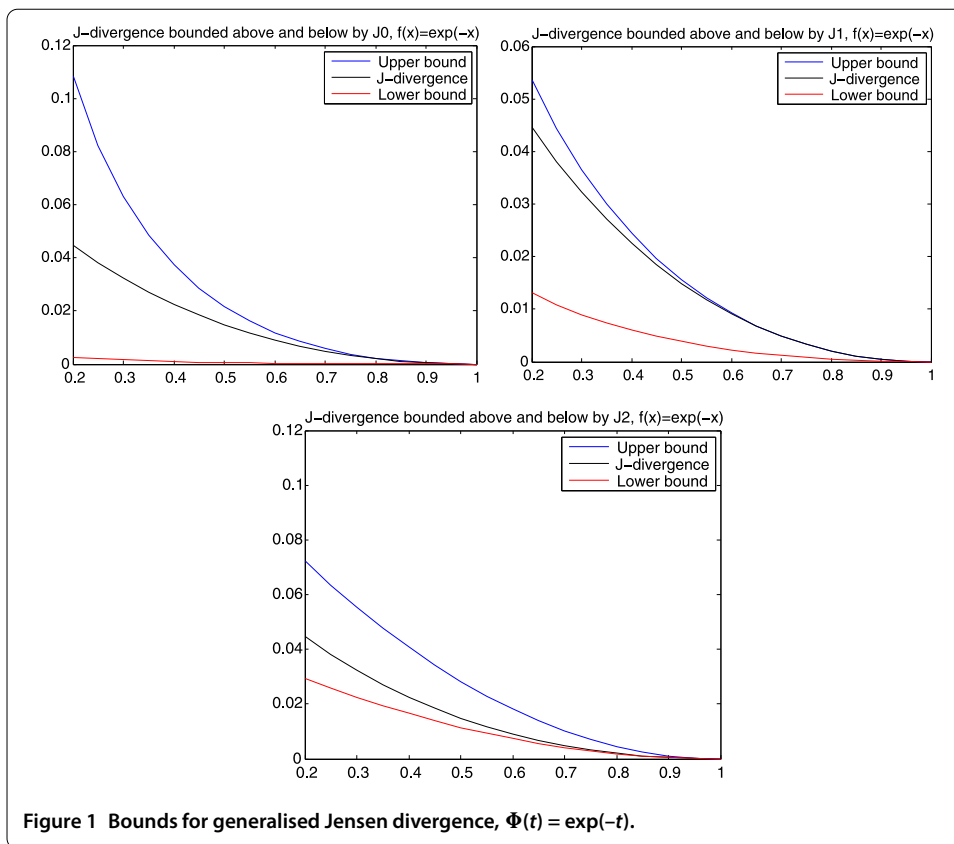 J−divergence bounded above and below by J0, f(x)=exp(−x)
0.12
0.1
0.08
0.06
0.04
0.02
0
0.2 0.3 0.4 0.5 0.6 0.7 0.8 0.9 1
Upper bound
J−divergence
Lower bound
J−divergence bounded above and below by J1, f(x)=exp(−x)
0.06
0.05
0.04
0.03
0.02
0.01
0
0.2 0.3 0.4 0.5 0.6 0.7 0.8 0.9 1
Upper bound
J−divergence
Lower bound
J−divergence bounded above and below by J2, f(x)=exp(−x)
0.12
0.1
0.08
0.06
0.04
0.02
0
0.2 0.3 0.4 0.5 0.6 0.7 0.8 0.9 1
Upper bound
J−divergence
Lower bound
Figure 1 Bounds for generalised Jensen divergence, Φ(t) = exp(–t).